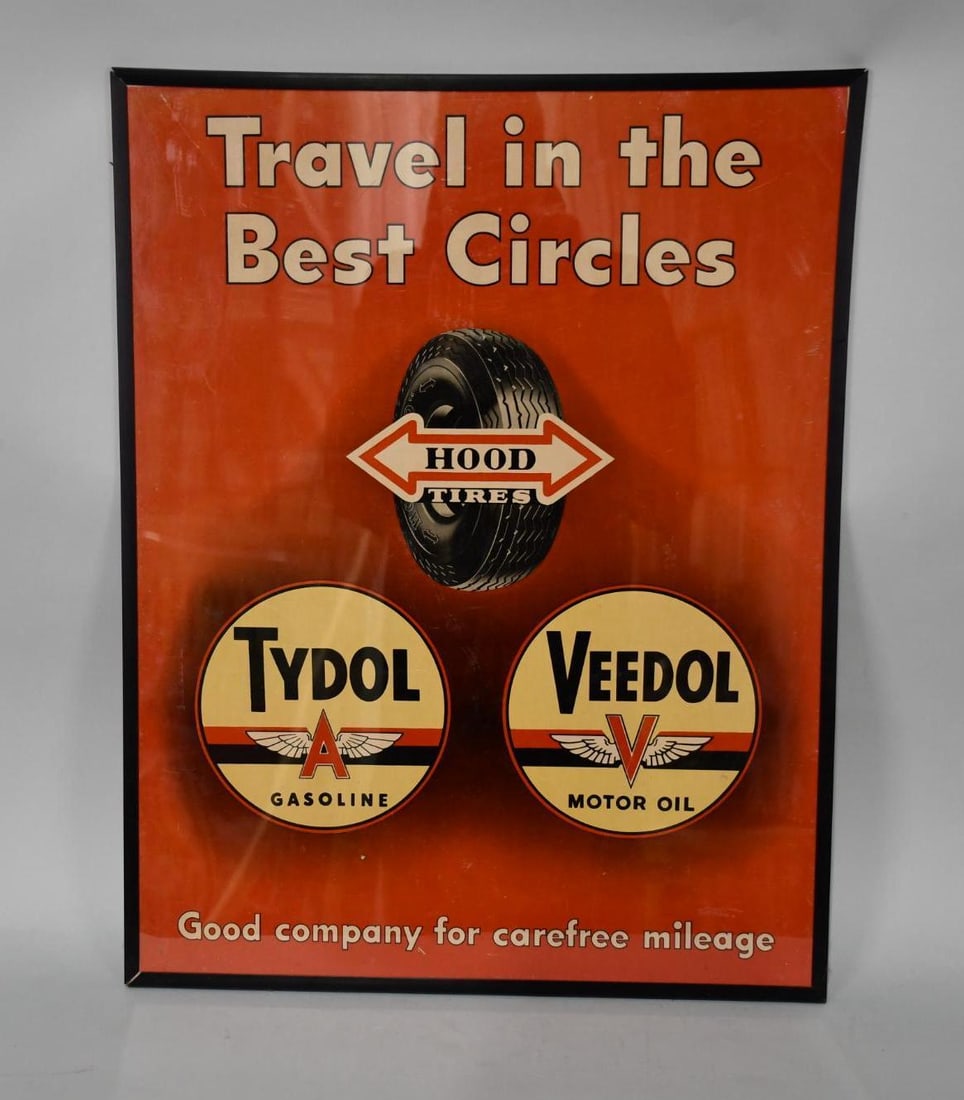 Travel in the
Best Circles
HOOD
TIRES
TYDOL
A
GASOLINE
VEEDOL
V
MOTOR OIL
Good company for carefree mileage